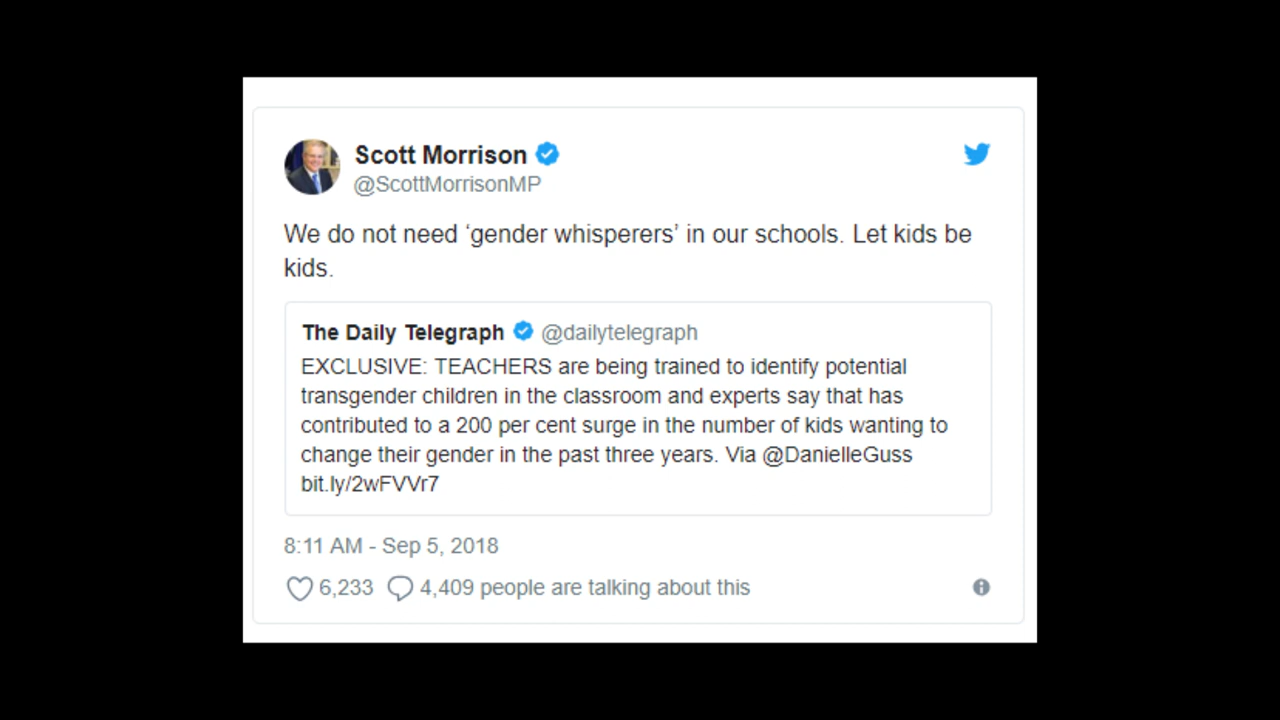 Scott Morrison
@ScottMorrisonMP
We do not need ‘gender whisperers’ in our schools. Let kids be
kids.
The Daily Telegraph @dailytelegraph
EXCLUSIVE: TEACHERS are being trained to identify potential
transgender children in the classroom and experts say that has
contributed to a 200 per cent surge in the number of kids wanting to
change their gender in the past three years. Via @DanielleGuss
bit.ly/2wFVVr7
8:11 AM - Sep 5, 2018
6,233 4,409 people are talking about this